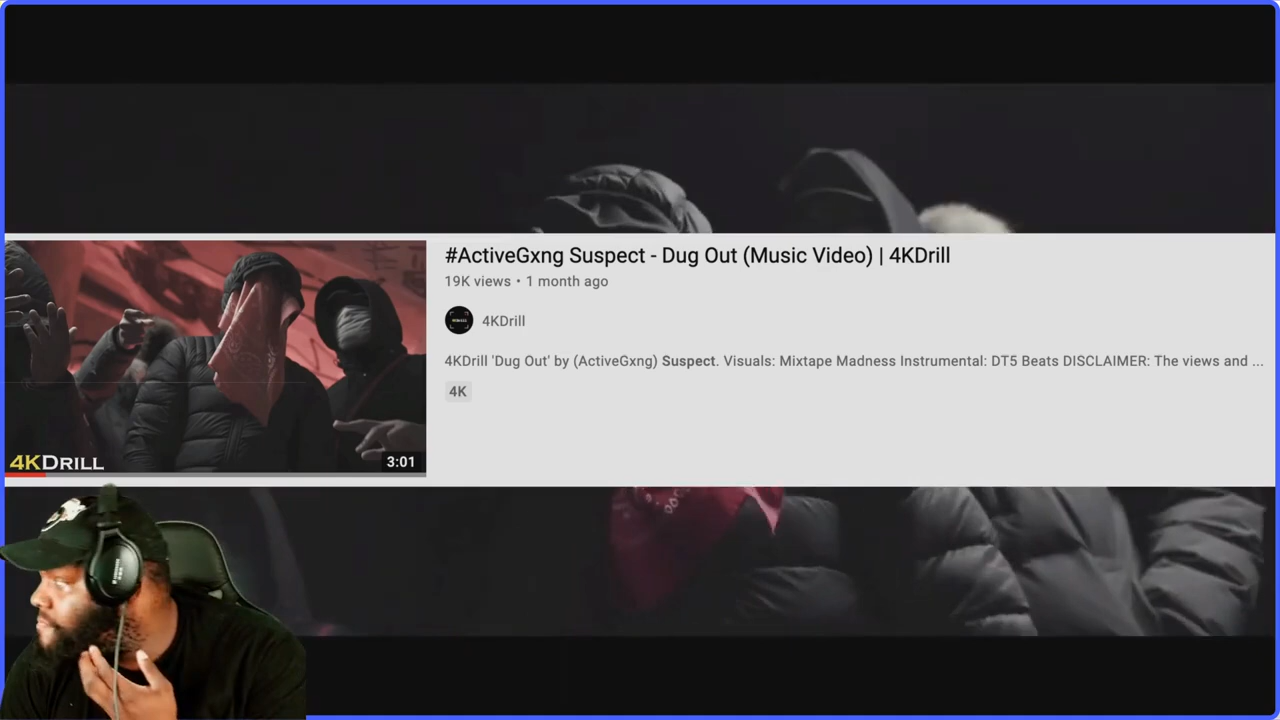 #ActiveGxng Suspect - Dug Out (Music Video) | 4KDrill
19K views • 1 month ago
4KDrill
4KDrill 'Dug Out' by (ActiveGxng) Suspect. Visuals: Mixtape Madness Instrumental: DT5 Beats DISCLAIMER: The views and ...
4K
4KDRILL
3:01